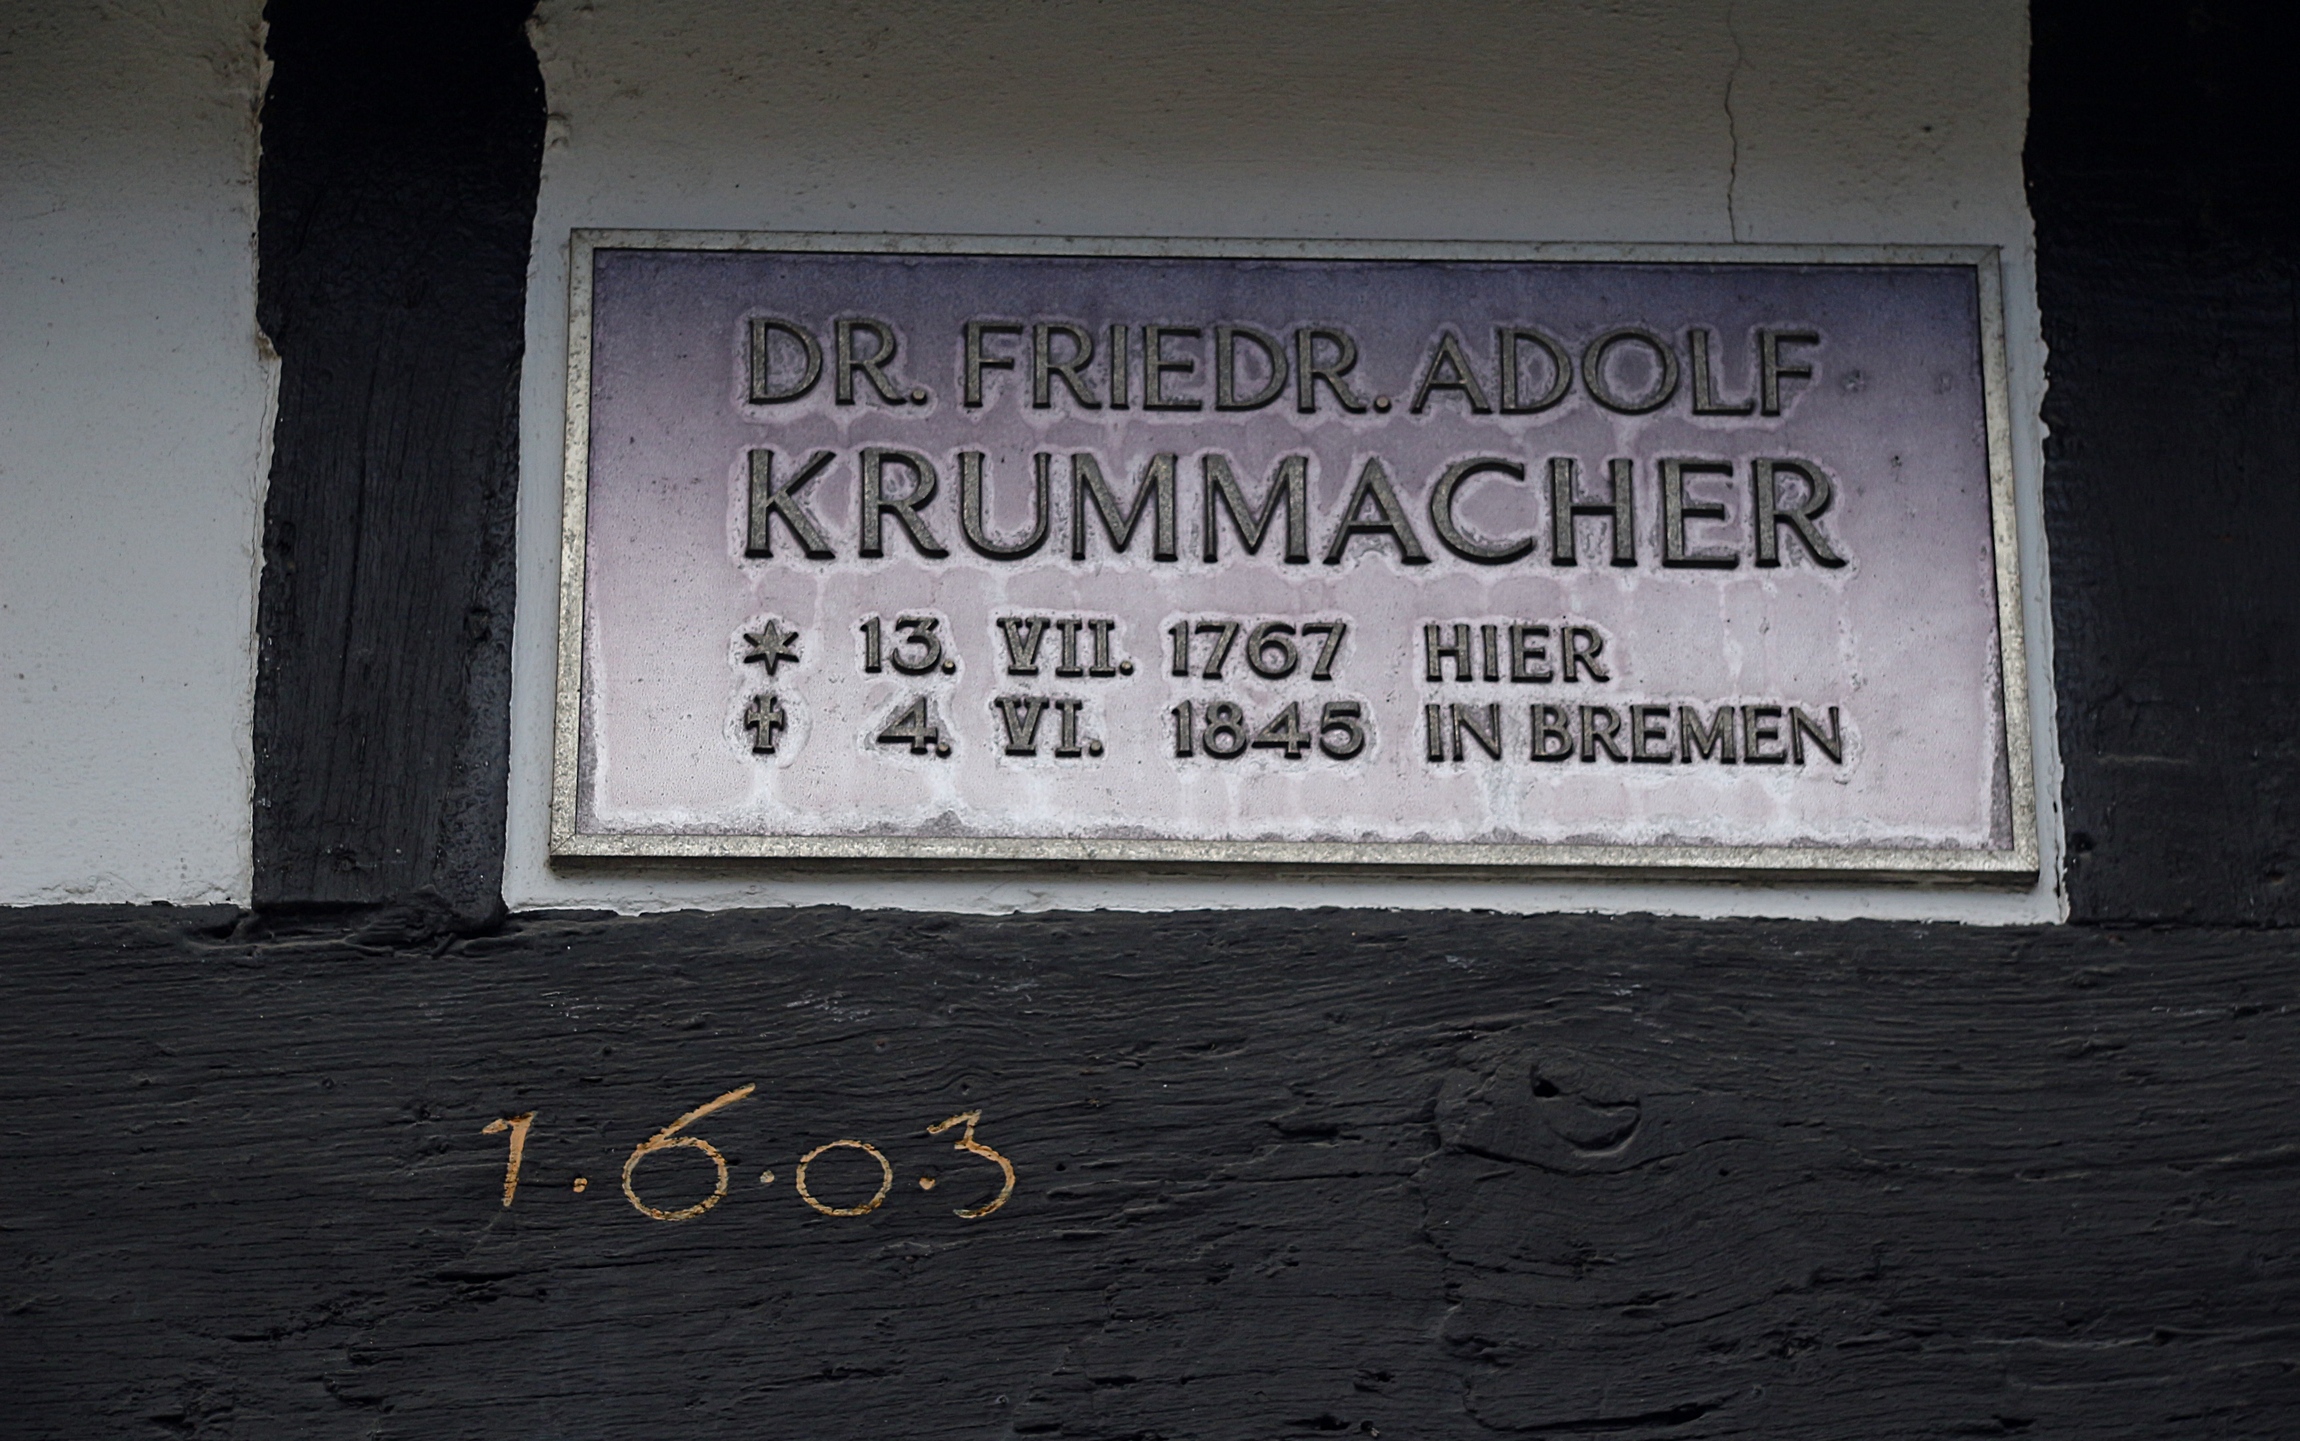 DR. FRIEDR. ADOLF
KRUMMACHER
* 13. VII. 1767 HIER
✝ 4. VI. 1845 IN BREMEN
1.6.0.3